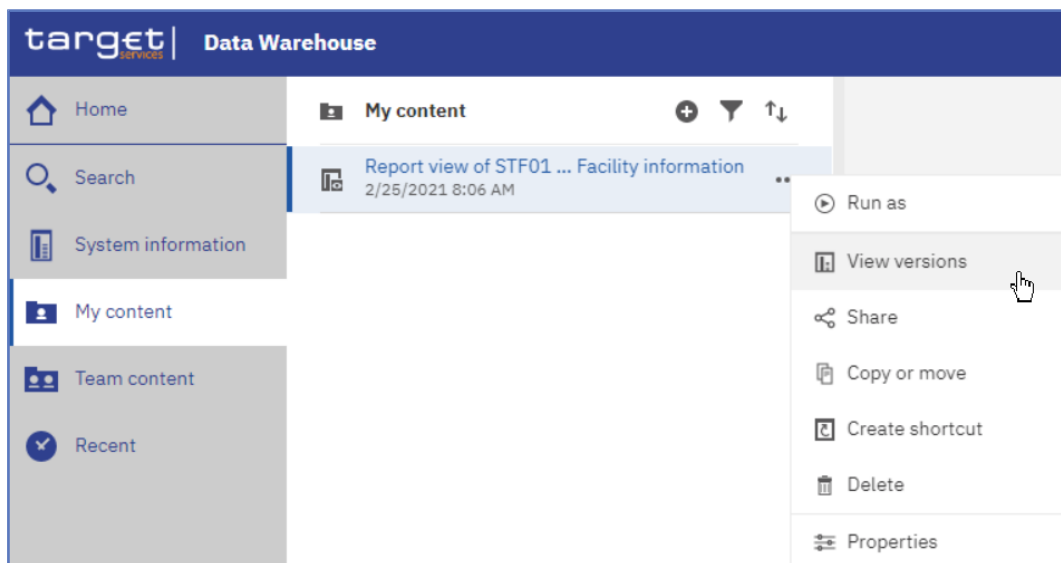 target services Data Warehouse
Home
My content
Search
Report view of STF01 ... Facility information
2/25/2021 8:06 AM
Run as
System information
View versions
My content
Share
Team content
Copy or move
Create shortcut
Recent
Delete
Properties